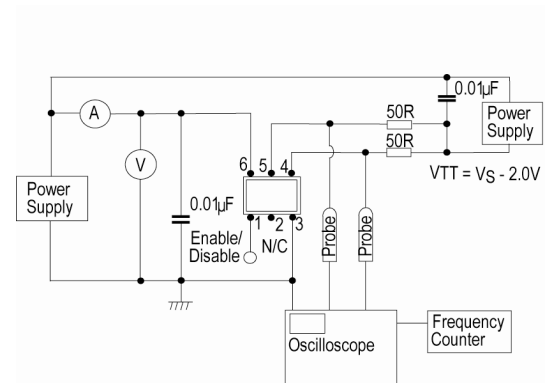 0.01µF
Power
Supply
50R
50R
VTT = VS - 2.0V
A
V
6 5 4
Power
Supply
0.01µF
1 2 3
Enable/
Disable
N/C
Probe
Probe
Oscilloscope
Frequency
Counter